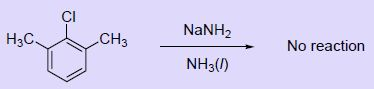 Cl
H₃C CH₃
NaNH₂
NH₃(l)
No reaction